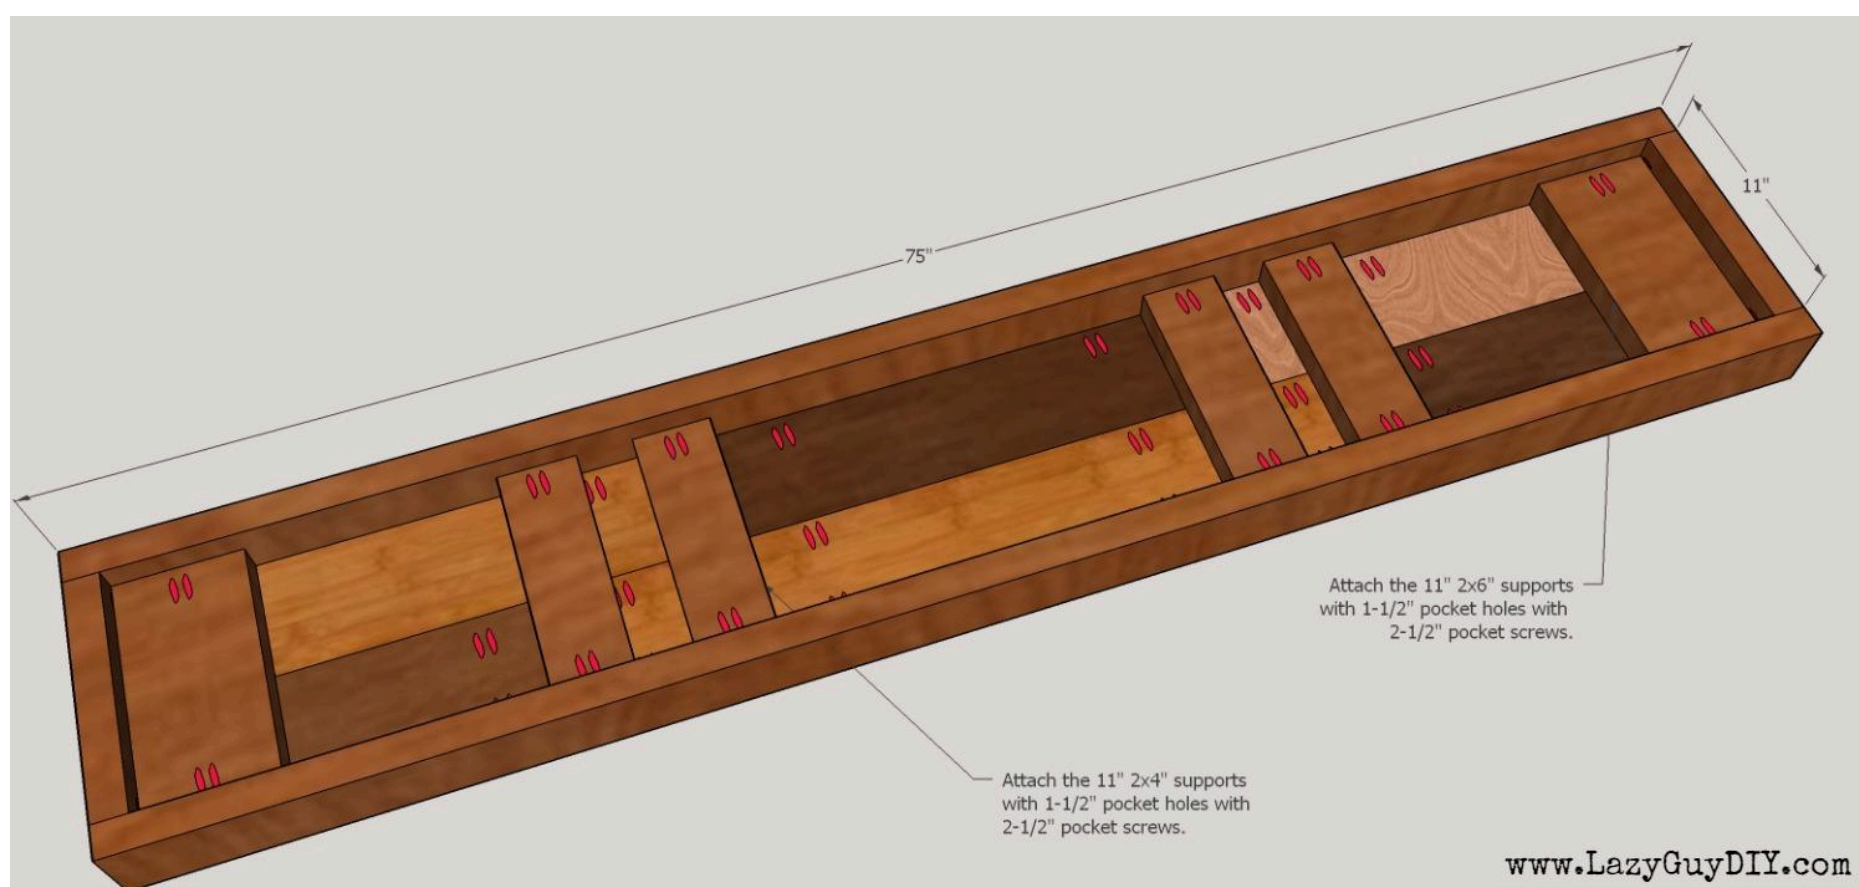 75"
11"
Attach the 11" 2x6" supports
with 1-1/2" pocket holes with
2-1/2" pocket screws.
Attach the 11" 2x4" supports
with 1-1/2" pocket holes with
2-1/2" pocket screws.
www.LazyGuyDIY.com